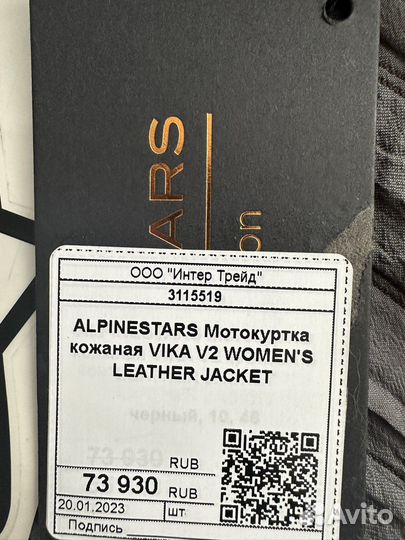 ARS
on
ООО "Интер Трейд"
3115519
ALPINESTARS Мотокуртка
кожаная VIKA V2 WOMEN'S
LEATHER JACKET
черный, 10, 46
73 930 RUB
73 930 RUB
20.01.2023 шт
Подпись
Avito